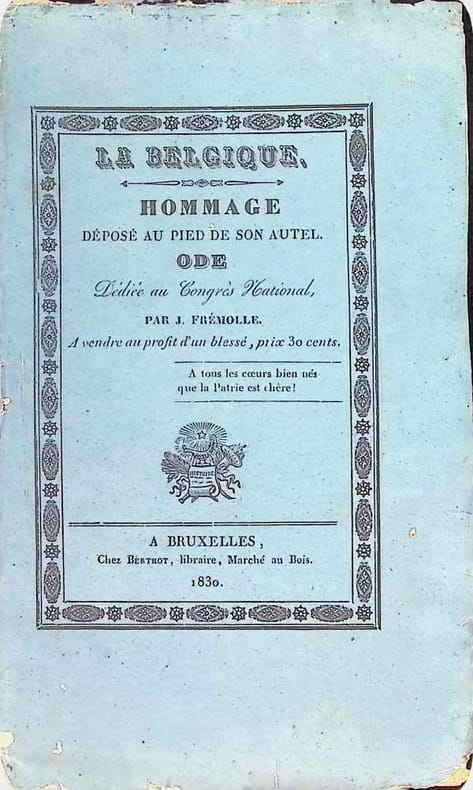 LA BELGIQUE,
HOMMAGE
DÉPOSÉ AU PIED DE SON AUTEL.
ODE
Dédiée au Congrès National,
PAR J. FRÉMOLLE.
A vendre au profit d'un blessé, prix 30 cents.
A tous les cœurs bien nés
que la Patrie est chère!
HISTOIRE
A BRUXELLES,
Chez BERTHOT, libraire, Marché au Bois.
1830.